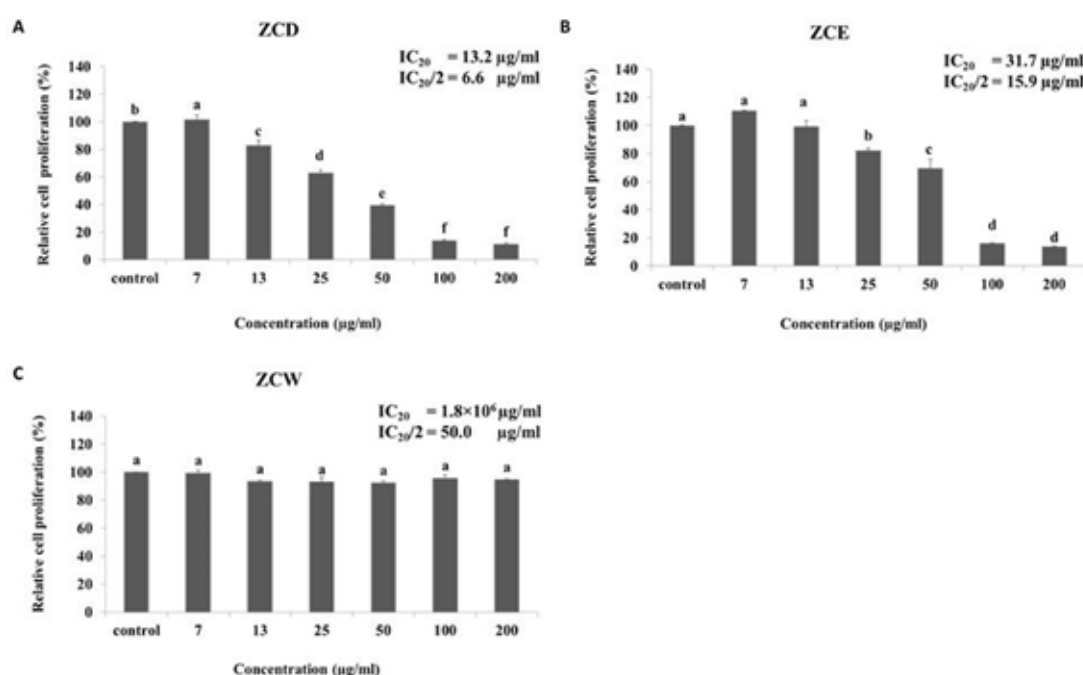 A
ZCD
IC20 = 13.2 µg/ml
IC20/2 = 6.6 µg/ml
Relative cell proliferation (%)
140
120
100
80
60
40
20
0
b
a
c
d
e
f
f
control 7 13 25 50 100 200
Concentration (µg/ml)
B
ZCE
IC20 = 31.7 µg/ml
IC20/2 = 15.9 µg/ml
Relative cell proliferation (%)
140
120
100
80
60
40
20
0
a
a
a
b
c
d
d
control 7 13 25 50 100 200
Concentration (µg/ml)
C
ZCW
IC20 = 1.8×10⁶ µg/ml
IC20/2 = 50.0 µg/ml
Relative cell proliferation (%)
140
120
100
80
60
40
20
0
a
a
a
a
a
a
a
control 7 13 25 50 100 200
Concentration (µg/ml)